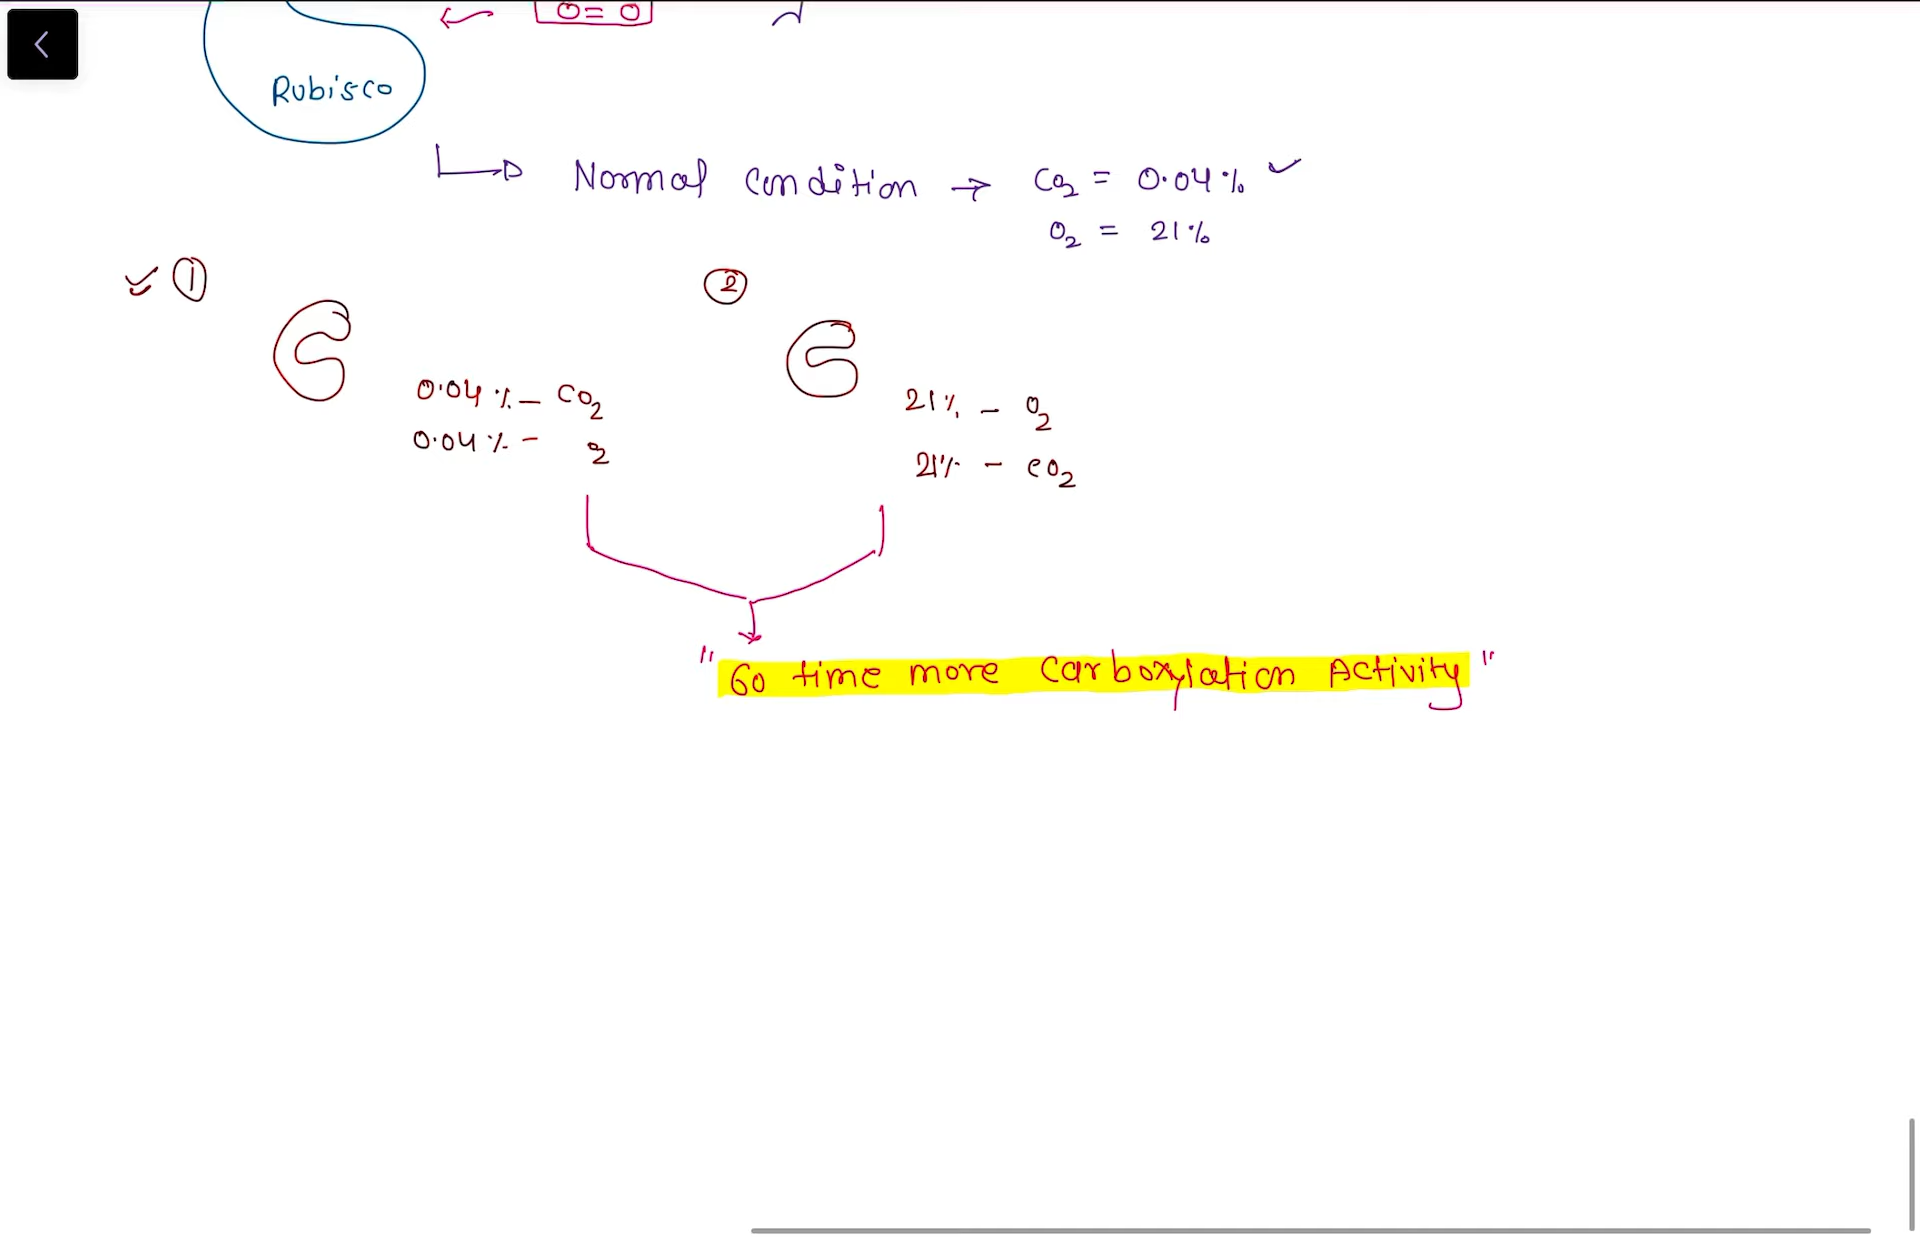 O=O
Rubisco
Normal condition → CO2 = 0.04% ✓
O2 = 21%
①
②
0.04% – CO2
0.04% – O2
21% – O2
21% – CO2
"60 time more Carboxylation Activity"